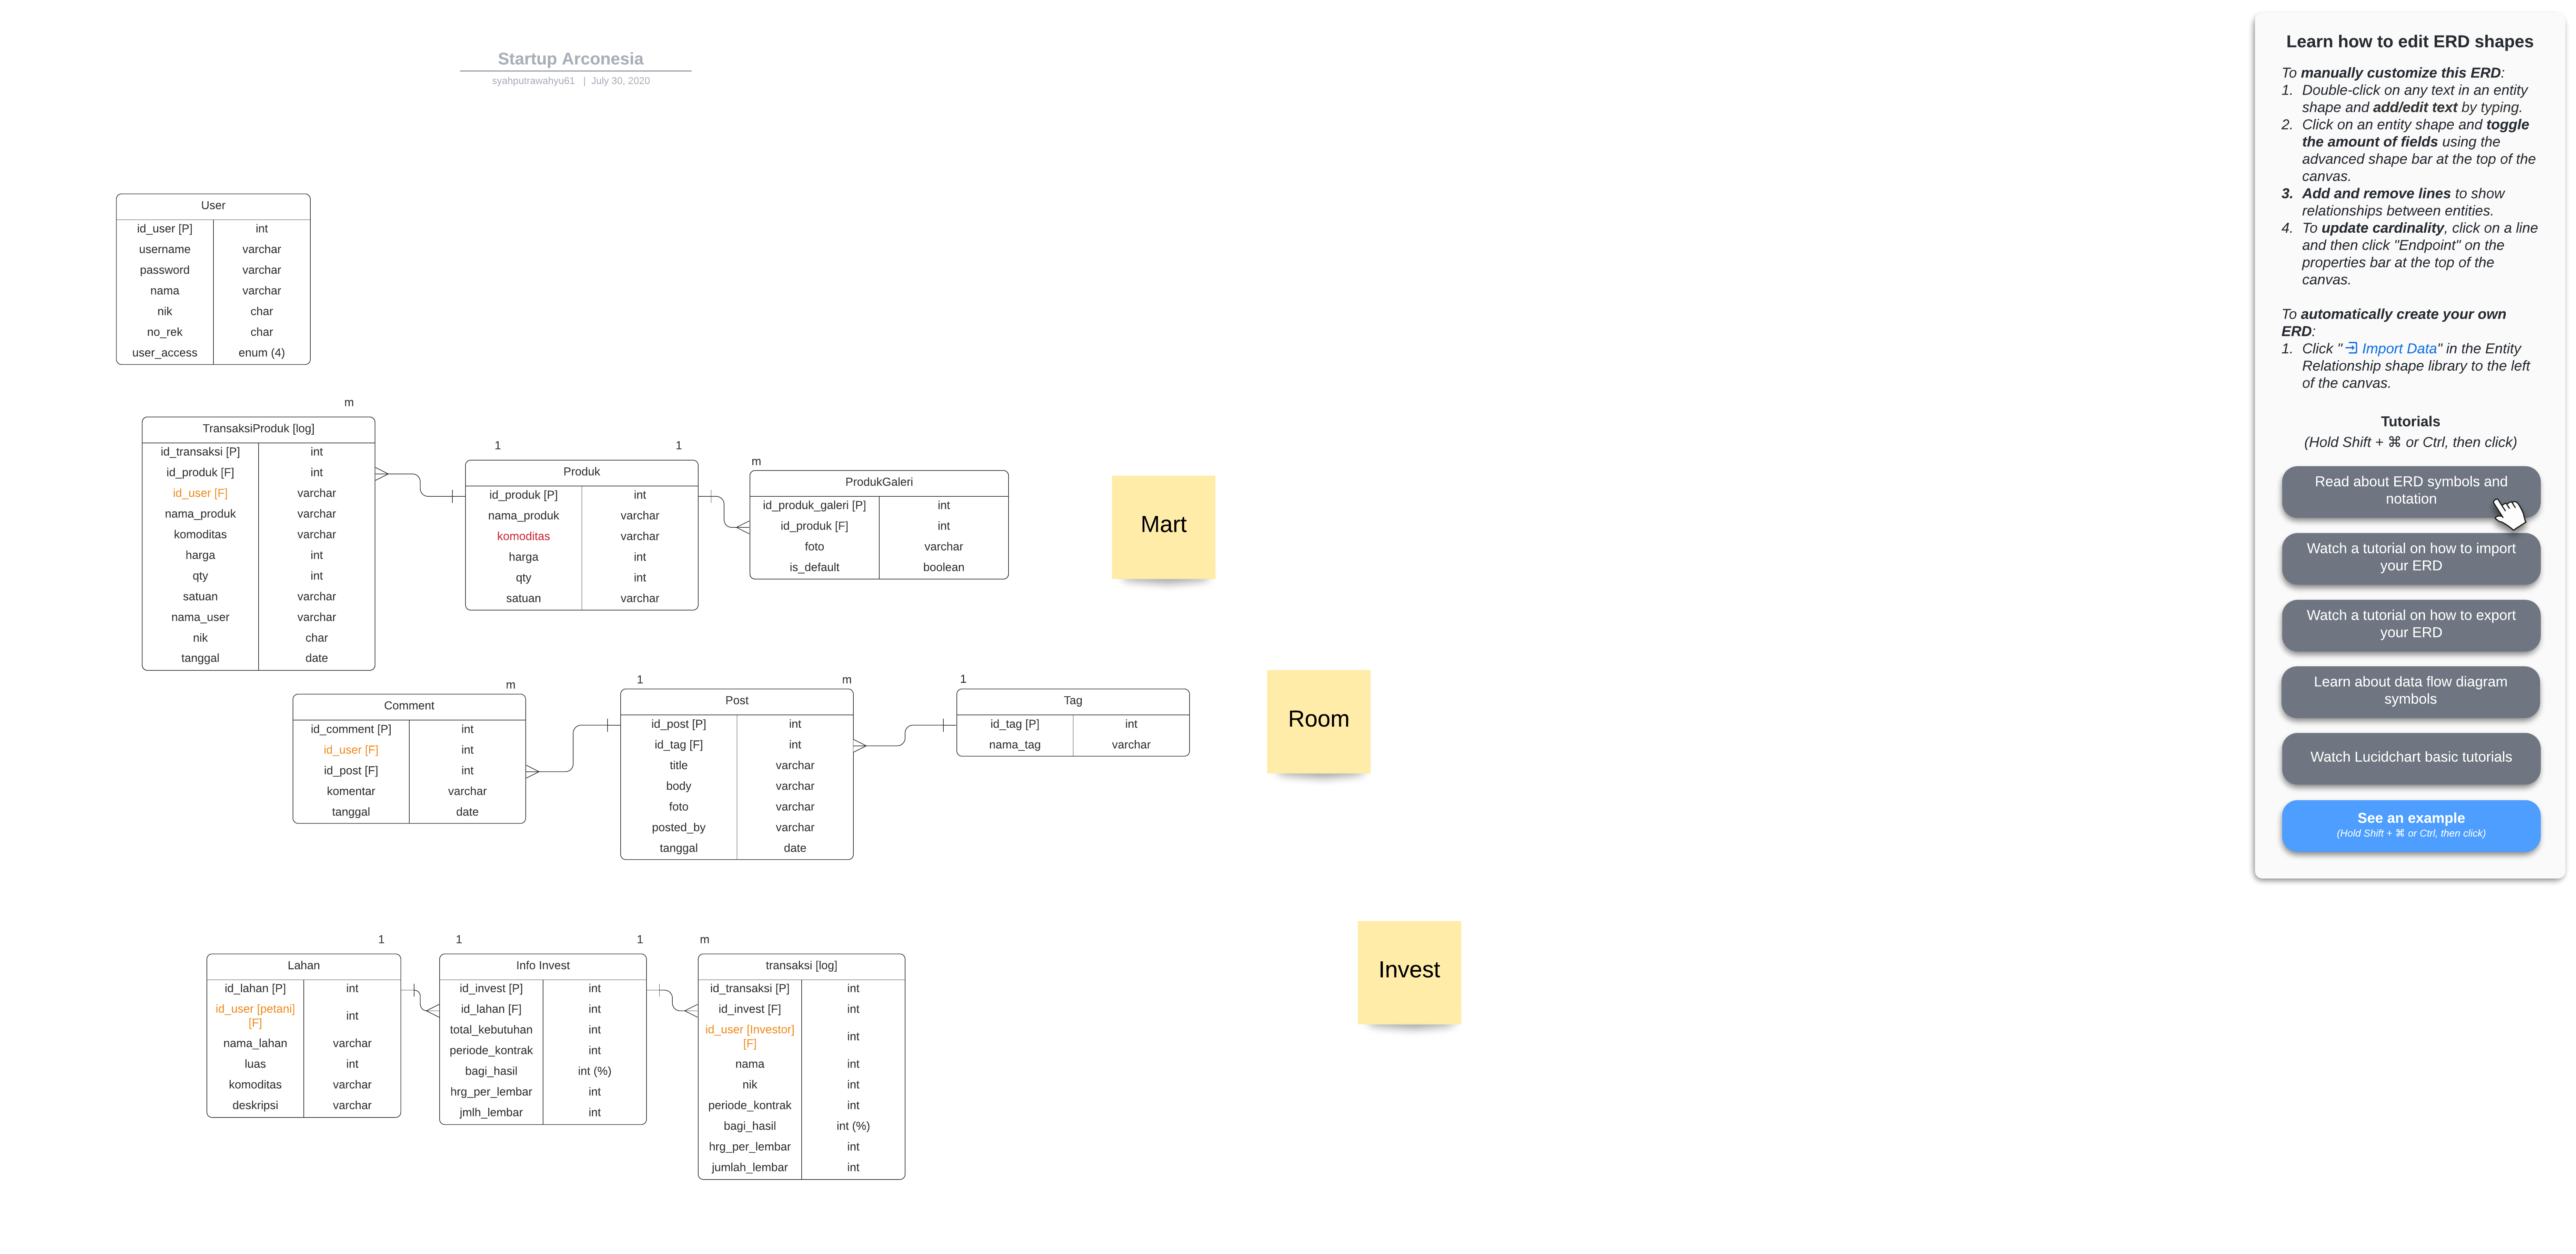 Startup Arconesia
syahputrawahyu61 | July 30, 2020
User
id_user [P] int
username varchar
password varchar
nama varchar
nik char
no_rek char
user_access enum (4)
m
TransaksiProduk [log]
id_transaksi [P] int
id_produk [F] int
id_user [F] varchar
nama_produk varchar
komoditas varchar
harga int
qty int
satuan varchar
nama_user varchar
nik char
tanggal date
1 1
Produk
id_produk [P] int
nama_produk varchar
komoditas varchar
harga int
qty int
satuan varchar
m
ProdukGaleri
id_produk_galeri [P] int
id_produk [F] int
foto varchar
is_default boolean
Mart
m
Comment
id_comment [P] int
id_user [F] int
id_post [F] int
komentar varchar
tanggal date
1 m
Post
id_post [P] int
id_tag [F] int
title varchar
body varchar
foto varchar
posted_by varchar
tanggal date
1
Tag
id_tag [P] int
nama_tag varchar
Room
1
Lahan
id_lahan [P] int
id_user [petani]
[F] int
nama_lahan varchar
luas int
komoditas varchar
deskripsi varchar
1 1
Info Invest
id_invest [P] int
id_lahan [F] int
total_kebutuhan int
periode_kontrak int
bagi_hasil int (%)
hrg_per_lembar int
jmlh_lembar int
m
transaksi [log]
id_transaksi [P] int
id_invest [F] int
id_user [Investor]
[F] int
nama int
nik int
periode_kontrak int
bagi_hasil int (%)
hrg_per_lembar int
jumlah_lembar int
Invest
Learn how to edit ERD shapes
To manually customize this ERD:
1. Double-click on any text in an entity
shape and add/edit text by typing.
2. Click on an entity shape and toggle
the amount of fields using the
advanced shape bar at the top of the
canvas.
3. Add and remove lines to show
relationships between entities.
4. To update cardinality, click on a line
and then click "Endpoint" on the
properties bar at the top of the
canvas.
To automatically create your own
ERD:
1. Click " Import Data" in the Entity
Relationship shape library to the left
of the canvas.
Tutorials
(Hold Shift + ⌘ or Ctrl, then click)
Read about ERD symbols and
notation
Watch a tutorial on how to import
your ERD
Watch a tutorial on how to export
your ERD
Learn about data flow diagram
symbols
Watch Lucidchart basic tutorials
See an example
(Hold Shift + ⌘ or Ctrl, then click)